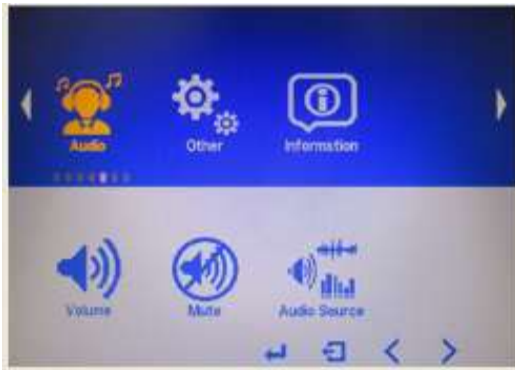 Audio
Other
Information
Volume
Mute
Audio Source